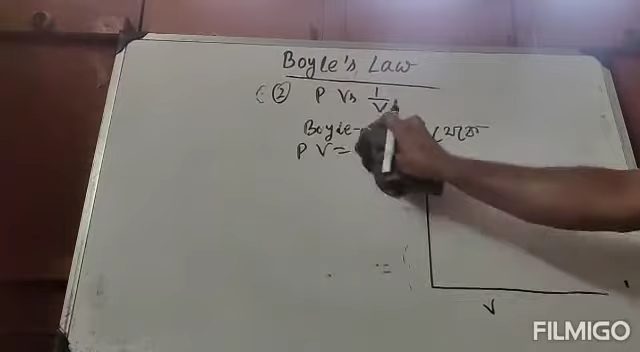 Boyle's Law
② P Vs 1/V
Boyle-
P V =
V
FILMIGO